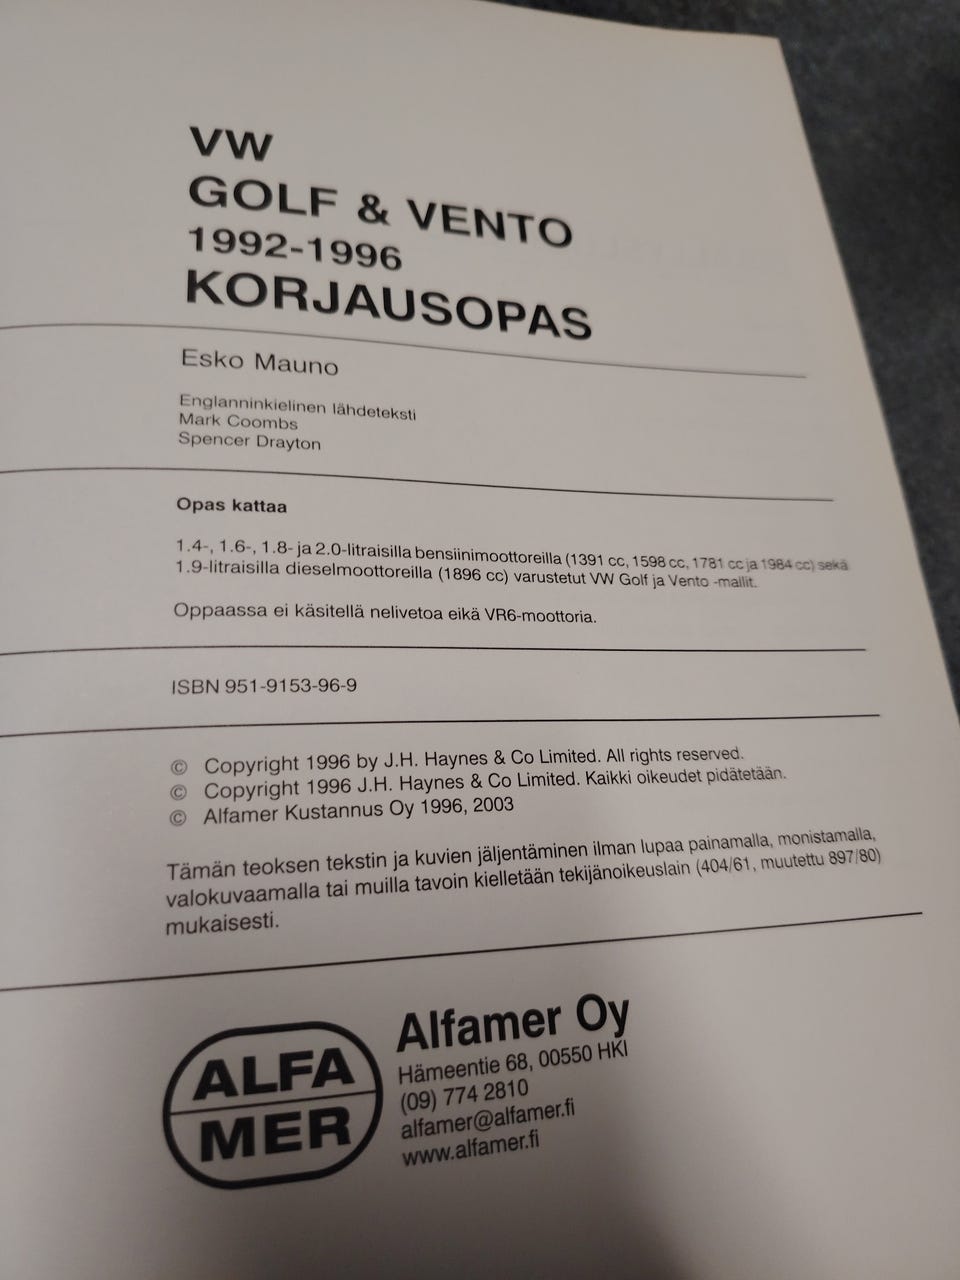 VW
GOLF & VENTO
1992-1996
KORJAUSOPAS
Esko Mauno
Englanninkielinen lähdeteksti
Mark Coombs
Spencer Drayton
Opas kattaa
1.4-, 1.6-, 1.8- ja 2.0-litraisilla bensiinimoottoreilla (1391 cc, 1598 cc, 1781 cc ja 1984 cc) sekä
1.9-litraisilla dieselmoottoreilla (1896 cc) varustetut VW Golf ja Vento -mallit.
Oppaassa ei käsitellä nelivetoa eikä VR6-moottoria.
ISBN 951-9153-96-9
© Copyright 1996 by J.H. Haynes & Co Limited. All rights reserved.
© Copyright 1996 J.H. Haynes & Co Limited. Kaikki oikeudet pidätetään.
© Alfamer Kustannus Oy 1996, 2003
Tämän teoksen tekstin ja kuvien jäljentäminen ilman lupaa painamalla, monistamalla,
valokuvaamalla tai muilla tavoin kielletään tekijänoikeuslain (404/61, muutettu 897/80)
mukaisesti.
ALFA
MER
Alfamer Oy
Hämeentie 68, 00550 HKI
(09) 774 2810
alfamer@alfamer.fi
www.alfamer.fi